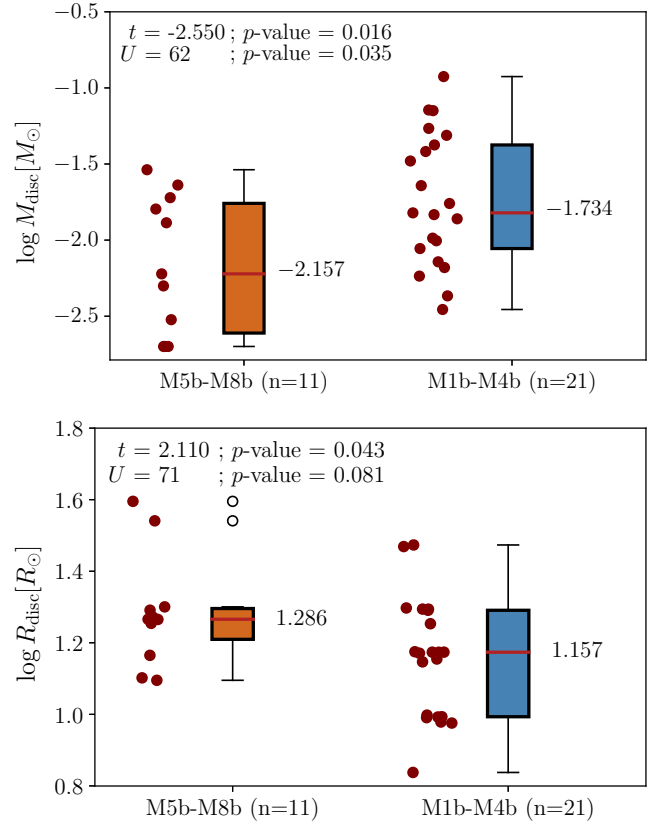 t = -2.550 ; p-value = 0.016
U = 62 ; p-value = 0.035
−0.5
−1.0
−1.5
−2.0
−2.5
log M_disc[M_⊙]
−2.157
−1.734
M5b-M8b (n=11)
M1b-M4b (n=21)
t = 2.110 ; p-value = 0.043
U = 71 ; p-value = 0.081
1.8
1.6
1.4
1.2
1.0
0.8
log R_disc[R_⊙]
1.286
1.157
M5b-M8b (n=11)
M1b-M4b (n=21)